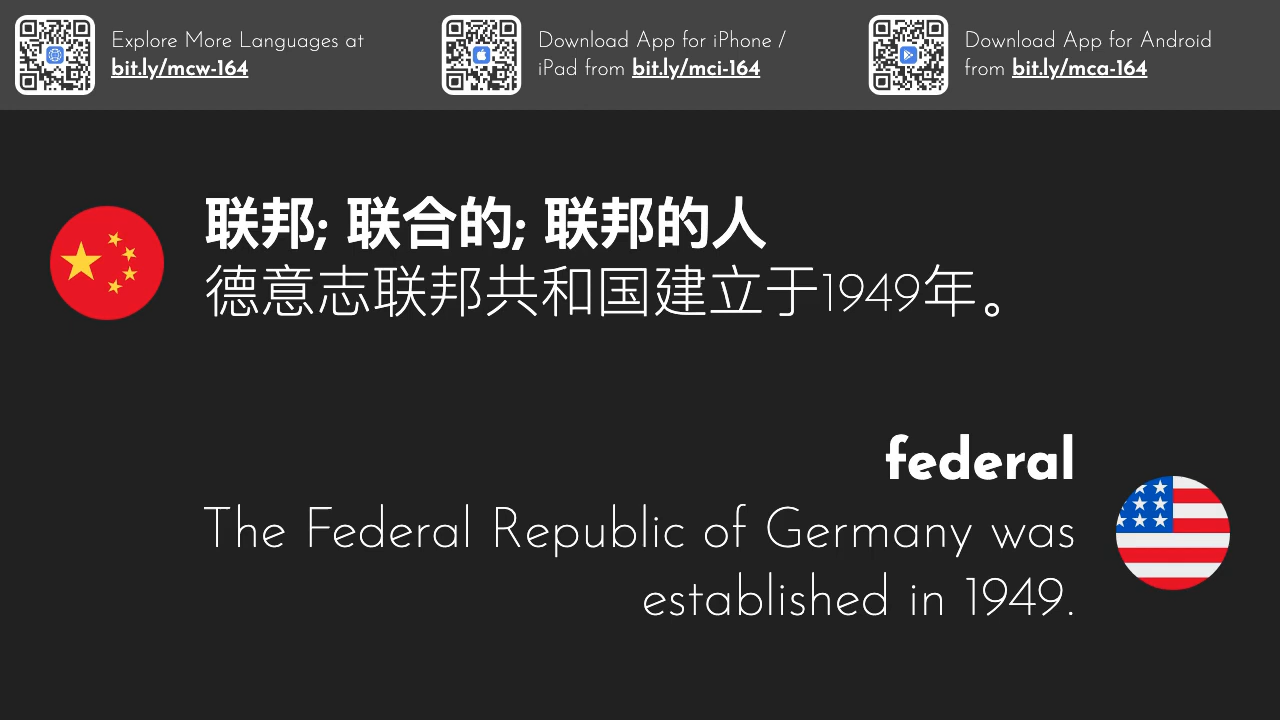 Explore More Languages at
bit.ly/mcw-164
Download App for iPhone /
iPad from bit.ly/mci-164
Download App for Android
from bit.ly/mca-164
联邦; 联合的; 联邦的人
德意志联邦共和国建立于1949年。
federal
The Federal Republic of Germany was
established in 1949.